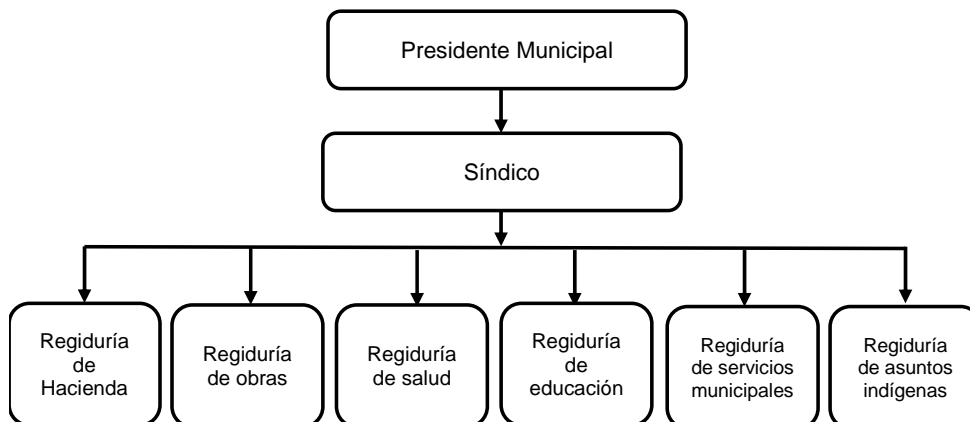 Presidente Municipal
Síndico
Regiduría
de
Hacienda
Regiduría
de obras
Regiduría
de salud
Regiduría
de
educación
Regiduría
de servicios
municipales
Regiduría
de asuntos
indígenas